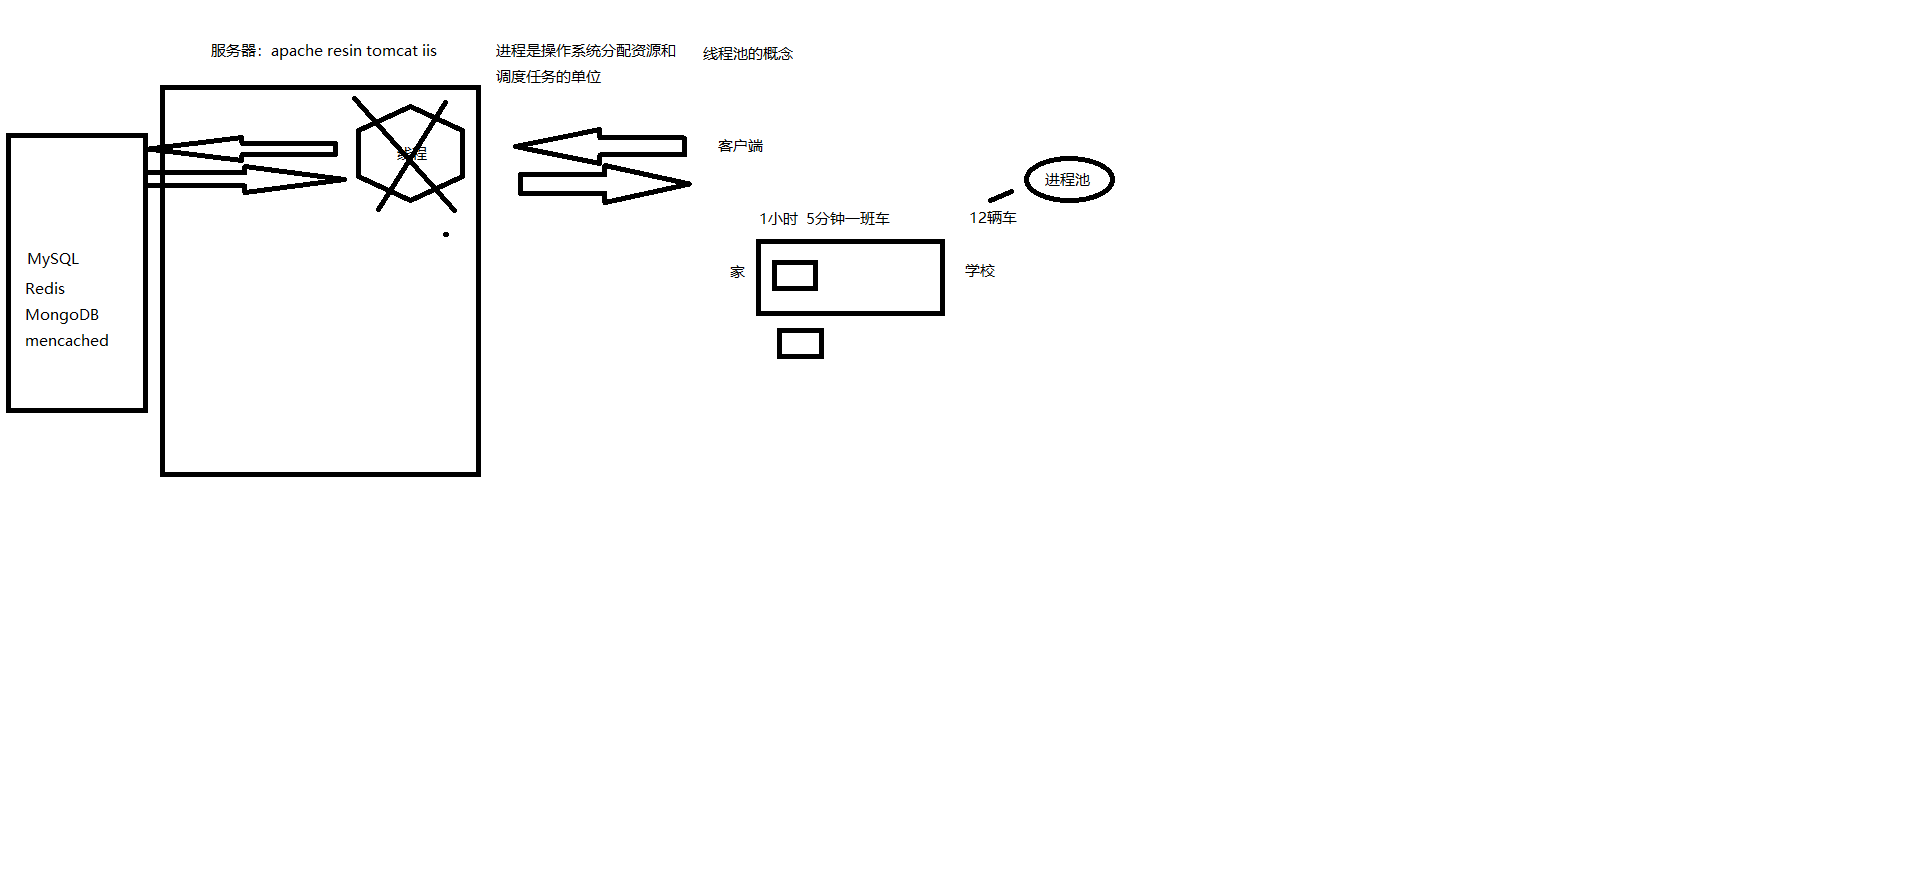 服务器：apache resin tomcat iis
进程是操作系统分配资源和
调度任务的单位
线程池的概念
线程
客户端
进程池
1小时  5分钟一班车
12辆车
家
学校
MySQL
Redis
MongoDB
mencached